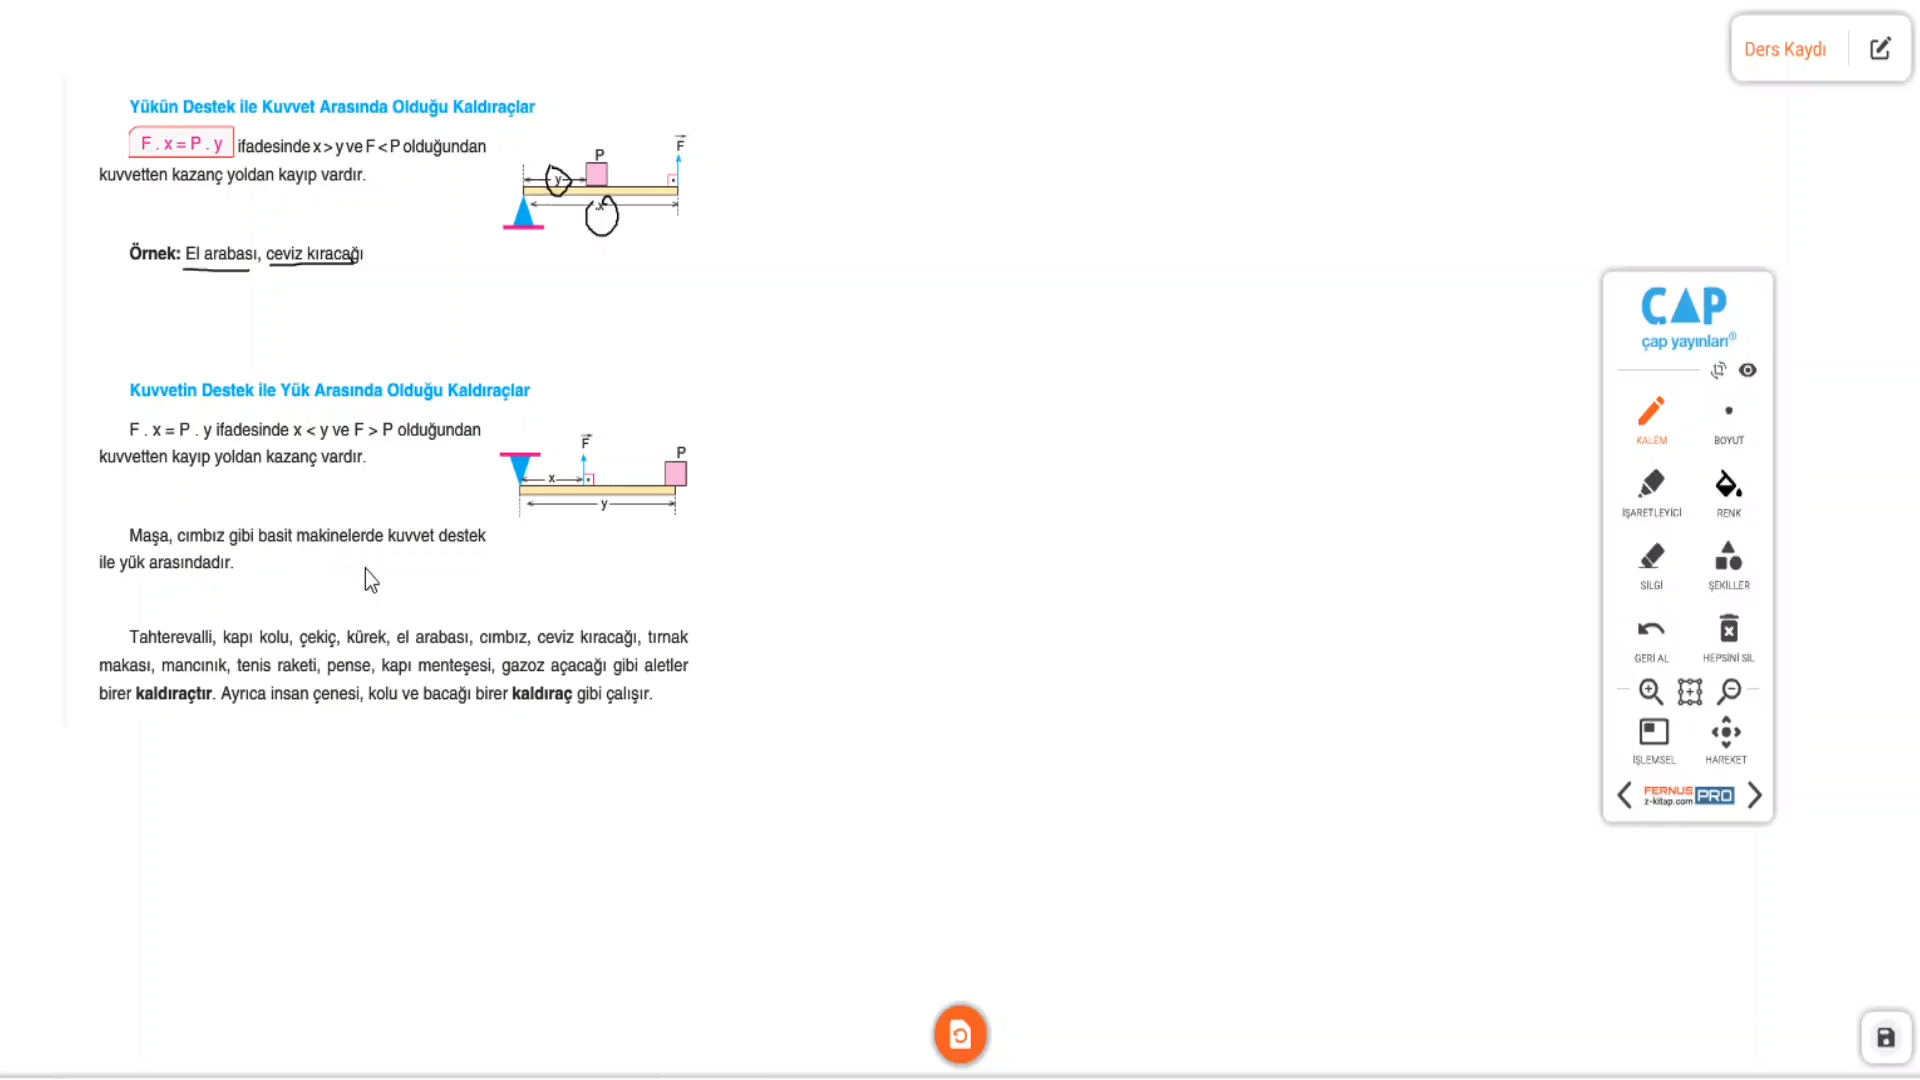 Ders Kaydı
Yükün Destek ile Kuvvet Arasında Olduğu Kaldıraçlar
F . x = P . y ifadesinde x > y ve F < P olduğundan
kuvvetten kazanç yoldan kayıp vardır.
P
F
y
x
Örnek: El arabası, ceviz kıracağı
Kuvvetin Destek ile Yük Arasında Olduğu Kaldıraçlar
F . x = P . y ifadesinde x < y ve F > P olduğundan
kuvvetten kayıp yoldan kazanç vardır.
F
P
x
y
Maşa, cımbız gibi basit makinelerde kuvvet destek
ile yük arasındadır.
Tahterevalli, kapı kolu, çekiç, kürek, el arabası, cımbız, ceviz kıracağı, tırnak
makası, mancınık, tenis raketi, pense, kapı menteşesi, gazoz açacağı gibi aletler
birer kaldıraçtır. Ayrıca insan çenesi, kolu ve bacağı birer kaldıraç gibi çalışır.
ÇAP
çap yayınları®
KALEM
BOYUT
İŞARETLEYİCİ
RENK
SİLGİ
ŞEKİLLER
GERİ AL
HEPSİNİ SİL
İŞLEMSEL
HAREKET
FERNUS
z-kitap.com
PRO